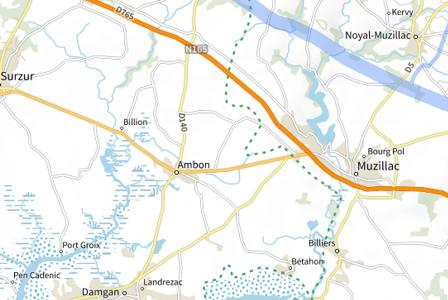 Kervy
D765
Noyal-Muzillac
N165
D5
Surzur
Billion
D140
Bourg Pol
Ambon
Muzillac
Port Groix
Billiers
Bétahon
Pen Cadenic
Landrezac
Damgan